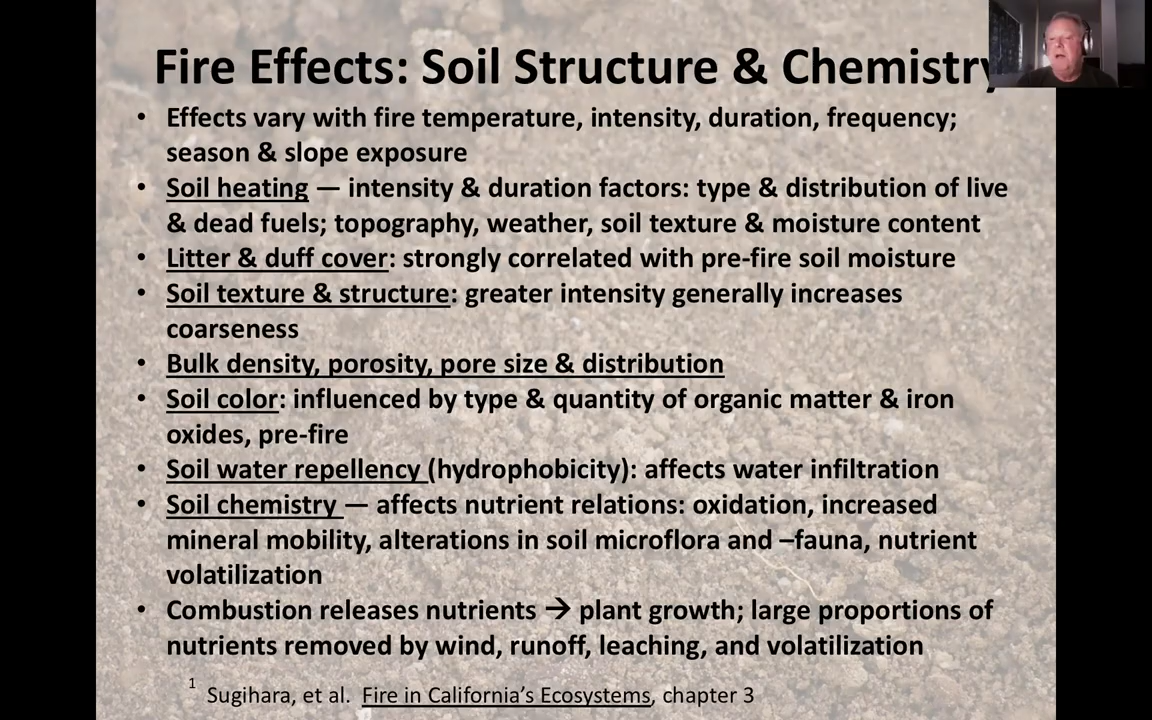 Fire Effects: Soil Structure & Chemistry
• Effects vary with fire temperature, intensity, duration, frequency;
season & slope exposure
• Soil heating — intensity & duration factors: type & distribution of live
& dead fuels; topography, weather, soil texture & moisture content
• Litter & duff cover: strongly correlated with pre-fire soil moisture
• Soil texture & structure: greater intensity generally increases
coarseness
• Bulk density, porosity, pore size & distribution
• Soil color: influenced by type & quantity of organic matter & iron
oxides, pre-fire
• Soil water repellency (hydrophobicity): affects water infiltration
• Soil chemistry — affects nutrient relations: oxidation, increased
mineral mobility, alterations in soil microflora and –fauna, nutrient
volatilization
• Combustion releases nutrients → plant growth; large proportions of
nutrients removed by wind, runoff, leaching, and volatilization
1 Sugihara, et al. Fire in California’s Ecosystems, chapter 3